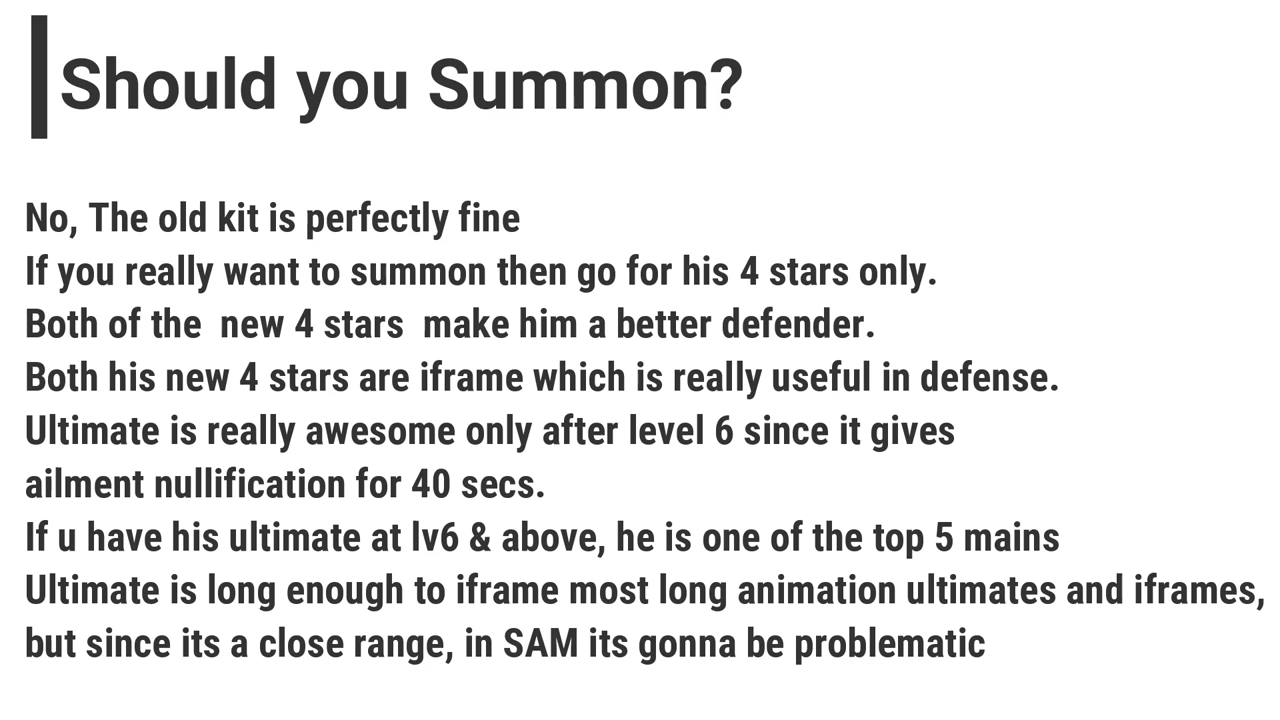 Should you Summon?
No, The old kit is perfectly fine
If you really want to summon then go for his 4 stars only.
Both of the  new 4 stars  make him a better defender.
Both his new 4 stars are iframe which is really useful in defense.
Ultimate is really awesome only after level 6 since it gives
ailment nullification for 40 secs.
If u have his ultimate at lv6 & above, he is one of the top 5 mains
Ultimate is long enough to iframe most long animation ultimates and iframes,
but since its a close range, in SAM its gonna be problematic